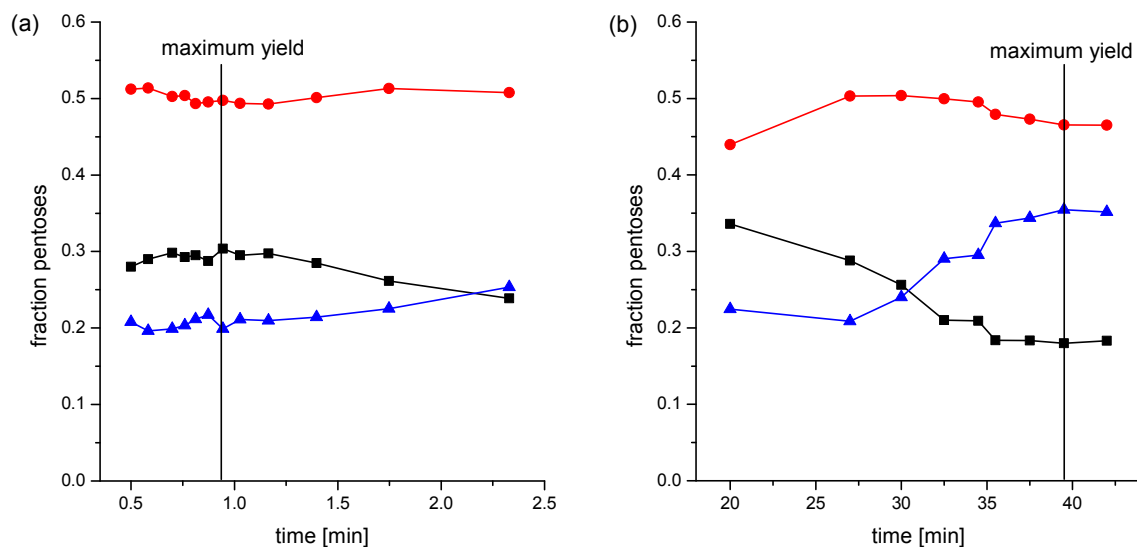 (a)
maximum yield
0.6
0.5
0.4
0.3
0.2
0.1
0.0
fraction pentoses
0.5 1.0 1.5 2.0 2.5
time [min]
(b)
maximum yield
0.6
0.5
0.4
0.3
0.2
0.1
0.0
fraction pentoses
20 25 30 35 40
time [min]